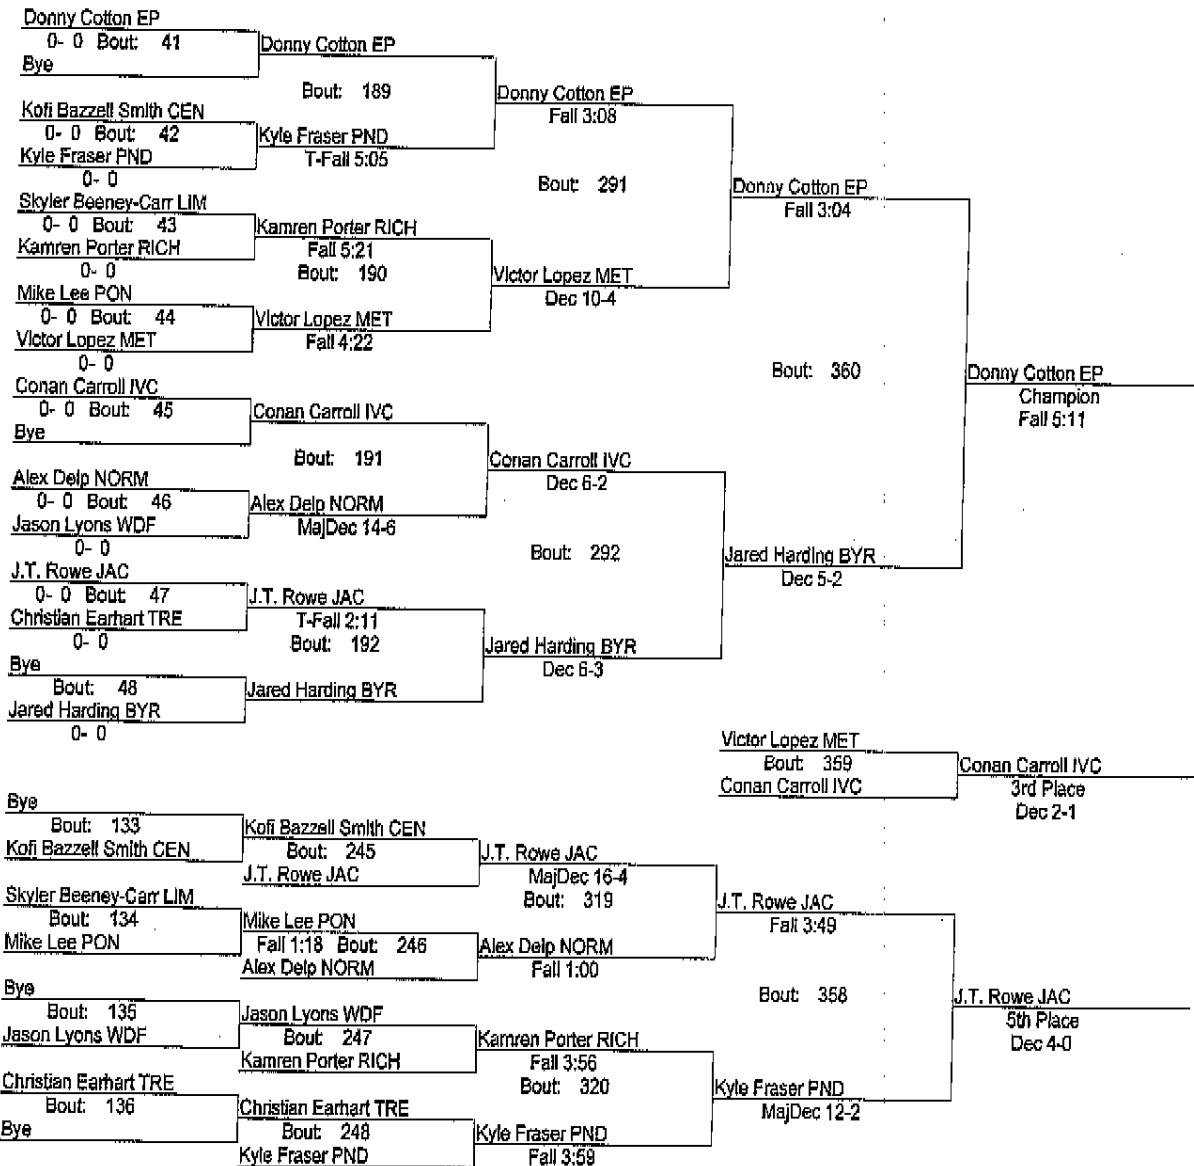 Donny Cotton EP
0- 0 Bout: 41
Bye
Donny Cotton EP
Bout: 189
Kofi Bazzell Smith CEN
0- 0 Bout: 42
Kyle Fraser PND
0- 0
Kyle Fraser PND
T-Fall 5:05
Donny Cotton EP
Fall 3:08
Bout: 291
Skyler Beeney-Carr LIM
0- 0 Bout: 43
Kamren Porter RICH
0- 0
Kamren Porter RICH
Fall 5:21
Bout: 190
Mike Lee PON
0- 0 Bout: 44
Victor Lopez MET
0- 0
Victor Lopez MET
Fall 4:22
Victor Lopez MET
Dec 10-4
Donny Cotton EP
Fall 3:04
Bout: 360
Conan Carroll IVC
0- 0 Bout: 45
Bye
Conan Carroll IVC
Bout: 191
Alex Delp NORM
0- 0 Bout: 46
Jason Lyons WDF
0- 0
Alex Delp NORM
MajDec 14-6
Conan Carroll IVC
Dec 6-2
Bout: 292
J.T. Rowe JAC
0- 0 Bout: 47
Christian Earhart TRE
0- 0
J.T. Rowe JAC
T-Fall 2:11
Bout: 192
Bye
Bout: 48
Jared Harding BYR
0- 0
Jared Harding BYR
Jared Harding BYR
Dec 6-3
Jared Harding BYR
Dec 5-2
Donny Cotton EP
Champion
Fall 5:11
Victor Lopez MET
Bout: 359
Conan Carroll IVC
Conan Carroll IVC
3rd Place
Dec 2-1
Bye
Bout: 133
Kofi Bazzell Smith CEN
Kofi Bazzell Smith CEN
Bout: 245
J.T. Rowe JAC
J.T. Rowe JAC
MajDec 16-4
Bout: 319
Skyler Beeney-Carr LIM
Bout: 134
Mike Lee PON
Mike Lee PON
Fall 1:18 Bout: 246
Alex Delp NORM
Alex Delp NORM
Fall 1:00
J.T. Rowe JAC
Fall 3:49
Bout: 358
Bye
Bout: 135
Jason Lyons WDF
Jason Lyons WDF
Bout: 247
Kamren Porter RICH
Kamren Porter RICH
Fall 3:56
Bout: 320
Christian Earhart TRE
Bout: 136
Bye
Christian Earhart TRE
Bout: 248
Kyle Fraser PND
Kyle Fraser PND
Fall 3:59
Kyle Fraser PND
MajDec 12-2
J.T. Rowe JAC
5th Place
Dec 4-0